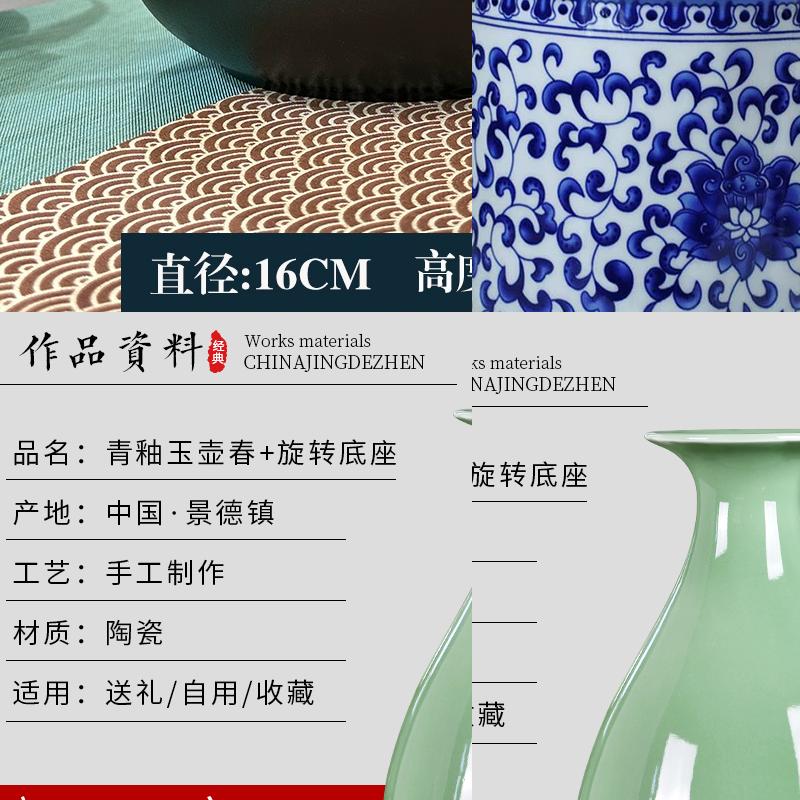 直径:16CM 高
作品資料 经典 Works materials
CHINAJINGDEZHEN
品名：青釉玉壶春+旋转底座
产地：中国·景德镇
工艺：手工制作
材质：陶瓷
适用：送礼/自用/收藏
ks materials
NAJINGDEZHEN
旋转底座
藏